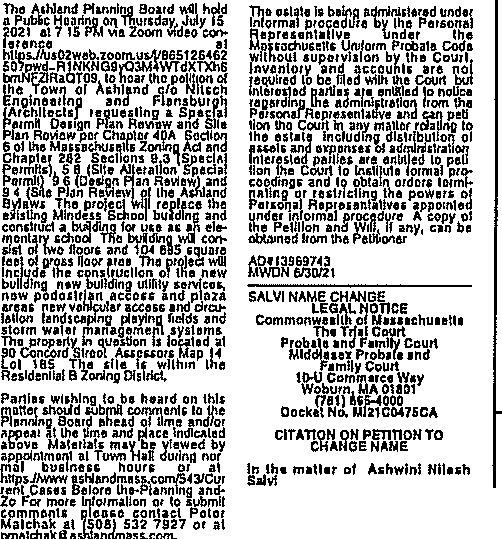 The Ashland Planning Board will hold
a Public Hearing on Thursday, July 15
2021 at 7 15 PM via Zoom video con-
ference at
https://us02web.zoom.us/j/865126462
to hear the petition of
the Town of Ashland c/o Nitsch
Engineering and Flansburgh
(Architects) requesting a Special
Permit Design Plan Review and Site
Plan Review per Chapter 40A Section
6 of the Massachusetts Zoning Act and
Chapter 282 Sections 9.3 (Special
Permits), 5 8 (Site Alteration Special
Permit) 9 6 (Design Plan Review) and
9 4 (Site Plan Review) of the Ashland
Bylaws The project will replace the
existing Mindess School building and
construct a building for use as an ele-
mentary school The building will con-
sist of two floors and 104 695 square
feet of gross floor area The project will
include the construction of the new
building new building utility services,
new pedestrian access and plaza
areas new vehicular access and circu-
lation landscaping playing fields and
storm water management systems
The property in question is located at
90 Concord Street Assessors Map 14
Lot 185 The site is within the
Residential B Zoning District,

Parties wishing to be heard on this
matter should submit comments to the
Planning Board ahead of time and/or
appear at the time and place indicated
above Materials may be viewed by
appointment at Town Hall during nor
mal business hours or at
https://www ashlandmass.com/543/Cur
rent Cases Before the-Planning and-
Zo For more information or to submit
comments please contact Peter
Matchak at (508) 532 7927 or at
pmatchak@ashlandmass.com.

The estate is being administered under
informal procedure by the Personal
Representative under the
Massachusetts Uniform Probate Code
without supervision by the Court,
Inventory and accounts are not
required to be filed with the Court but
interested parties are entitled to notice
regarding the administration from the
Personal Representative and can peti
tion the Court in any matter relating to
the estate including distribution of
assets and expenses of administration
Interested parties are entitled to peti
tion the Court to institute formal pro-
ceedings and to obtain orders termi-
nating or restricting the powers of
Personal Representatives appointed
under informal procedure A copy of
the Petition and Will, if any, can be
obtained from the Petitioner

AD#13969743
MWDN 6/30/21

SALVI NAME CHANGE
LEGAL NOTICE
Commonwealth of Massachusetts
The Trial Court
Probate and Family Court
Middlesex Probate and
Family Court
10-U Commerce Way
Woburn, MA 01801
(781) 865-4000
Docket No. MI21C0475CA

CITATION ON PETITION TO
CHANGE NAME

In the matter of Ashwini Nilesh
Salvi